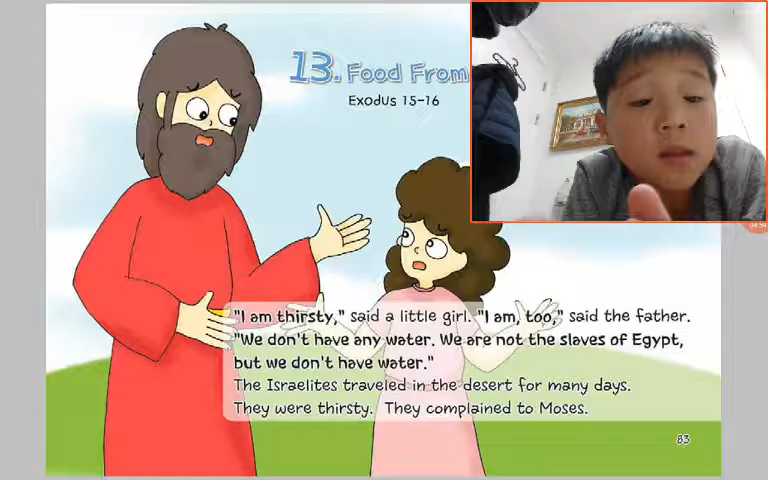 13. Food From
Exodus 15-16
"I am thirsty," said a little girl. "I am, too," said the father.
"We don't have any water. We are not the slaves of Egypt,
but we don't have water."
The Israelites traveled in the desert for many days.
They were thirsty. They complained to Moses.
83